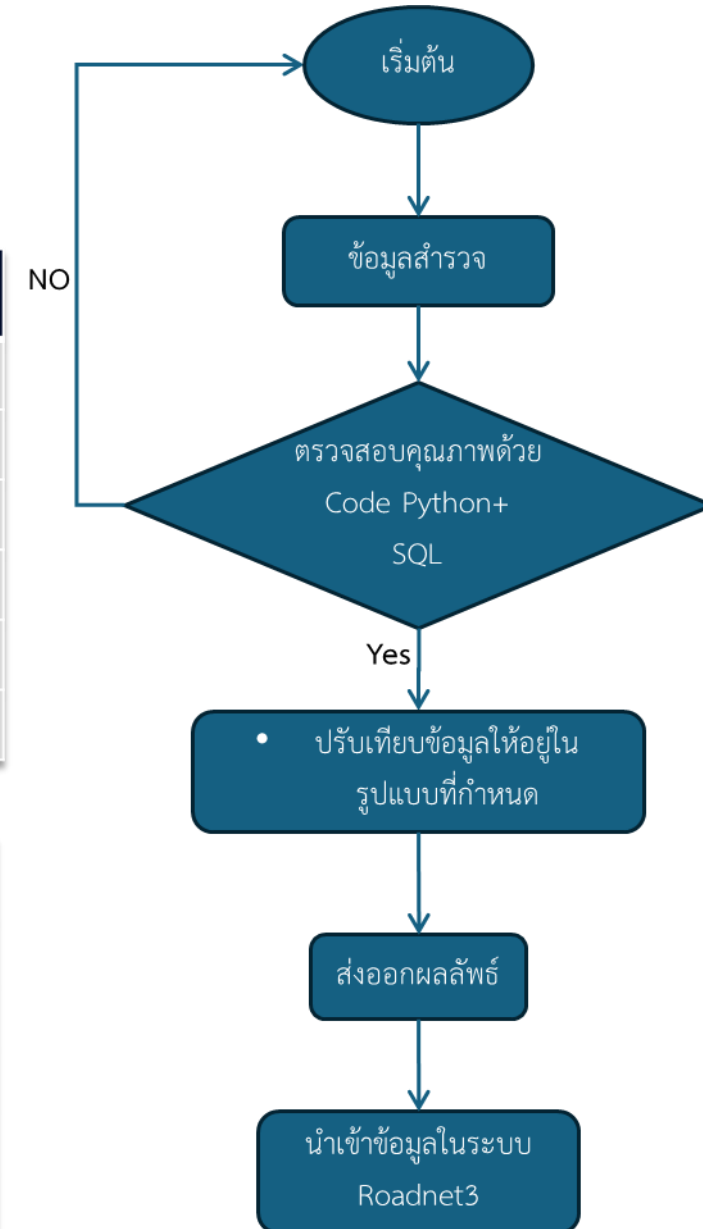 เริ่มต้น
ข้อมูลสำรวจ
NO
ตรวจสอบคุณภาพด้วย
Code Python+
SQL
Yes
• ปรับเทียบข้อมูลให้อยู่ใน
รูปแบบที่กำหนด
ส่งออกผลลัพธ์
นำเข้าข้อมูลในระบบ
Roadnet3